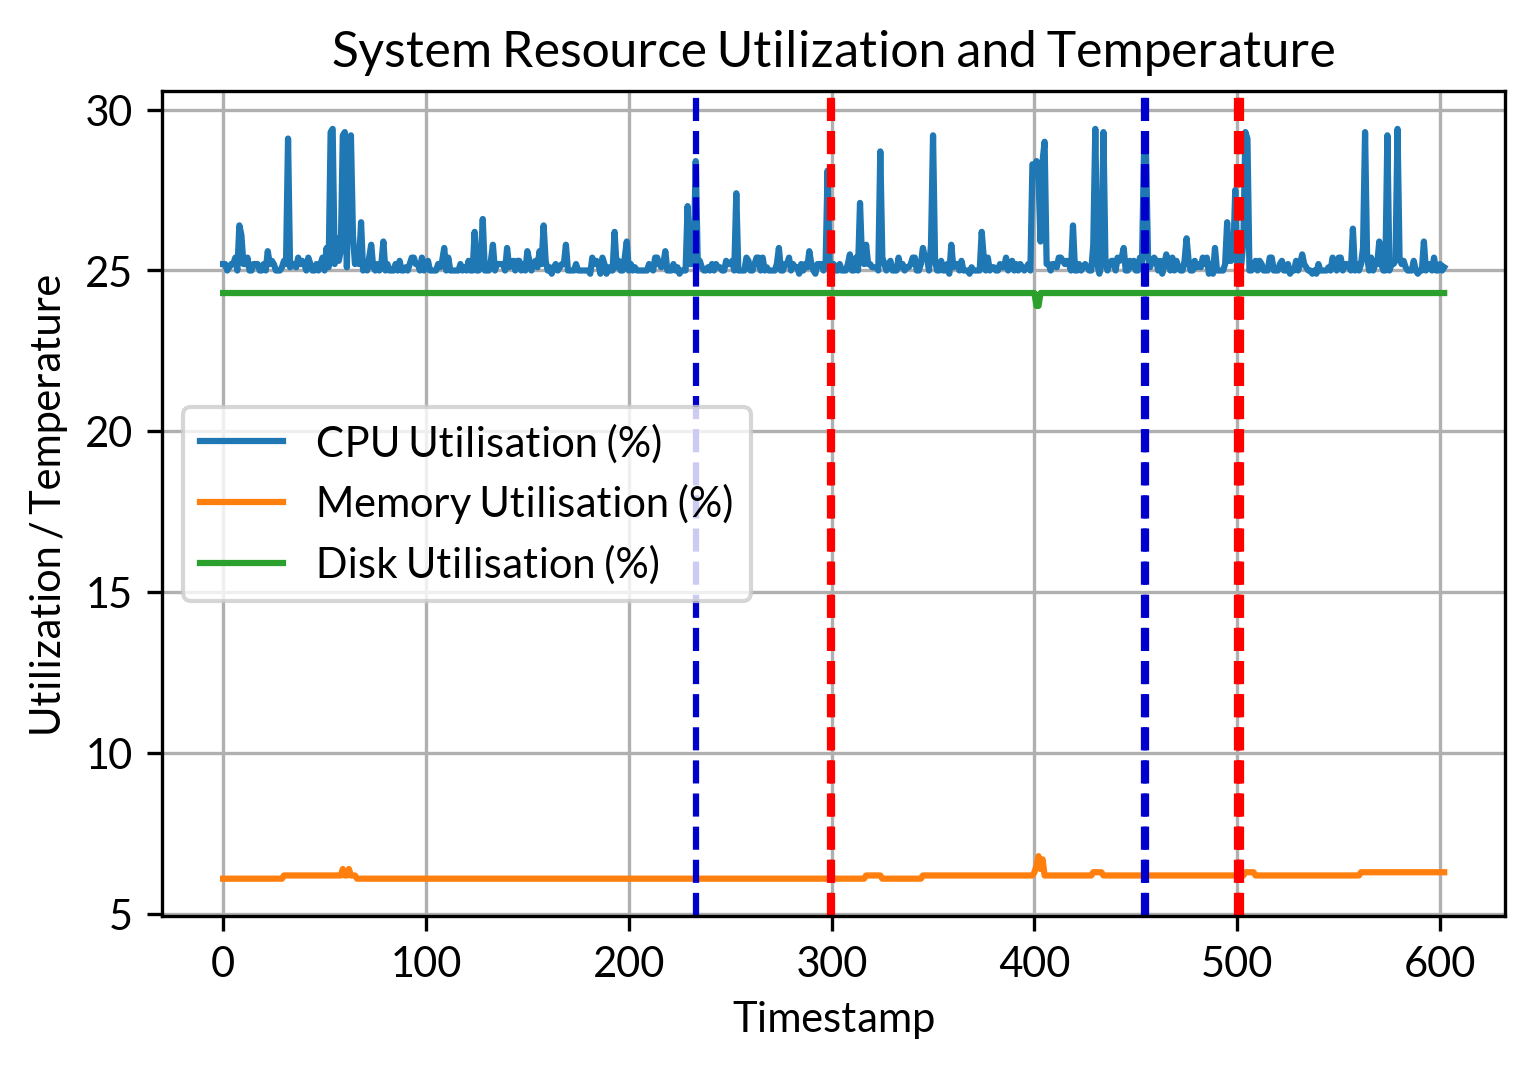 System Resource Utilization and Temperature
Utilization / Temperature
30
25
20
15
10
5
CPU Utilisation (%)
Memory Utilisation (%)
Disk Utilisation (%)
0 100 200 300 400 500 600
Timestamp